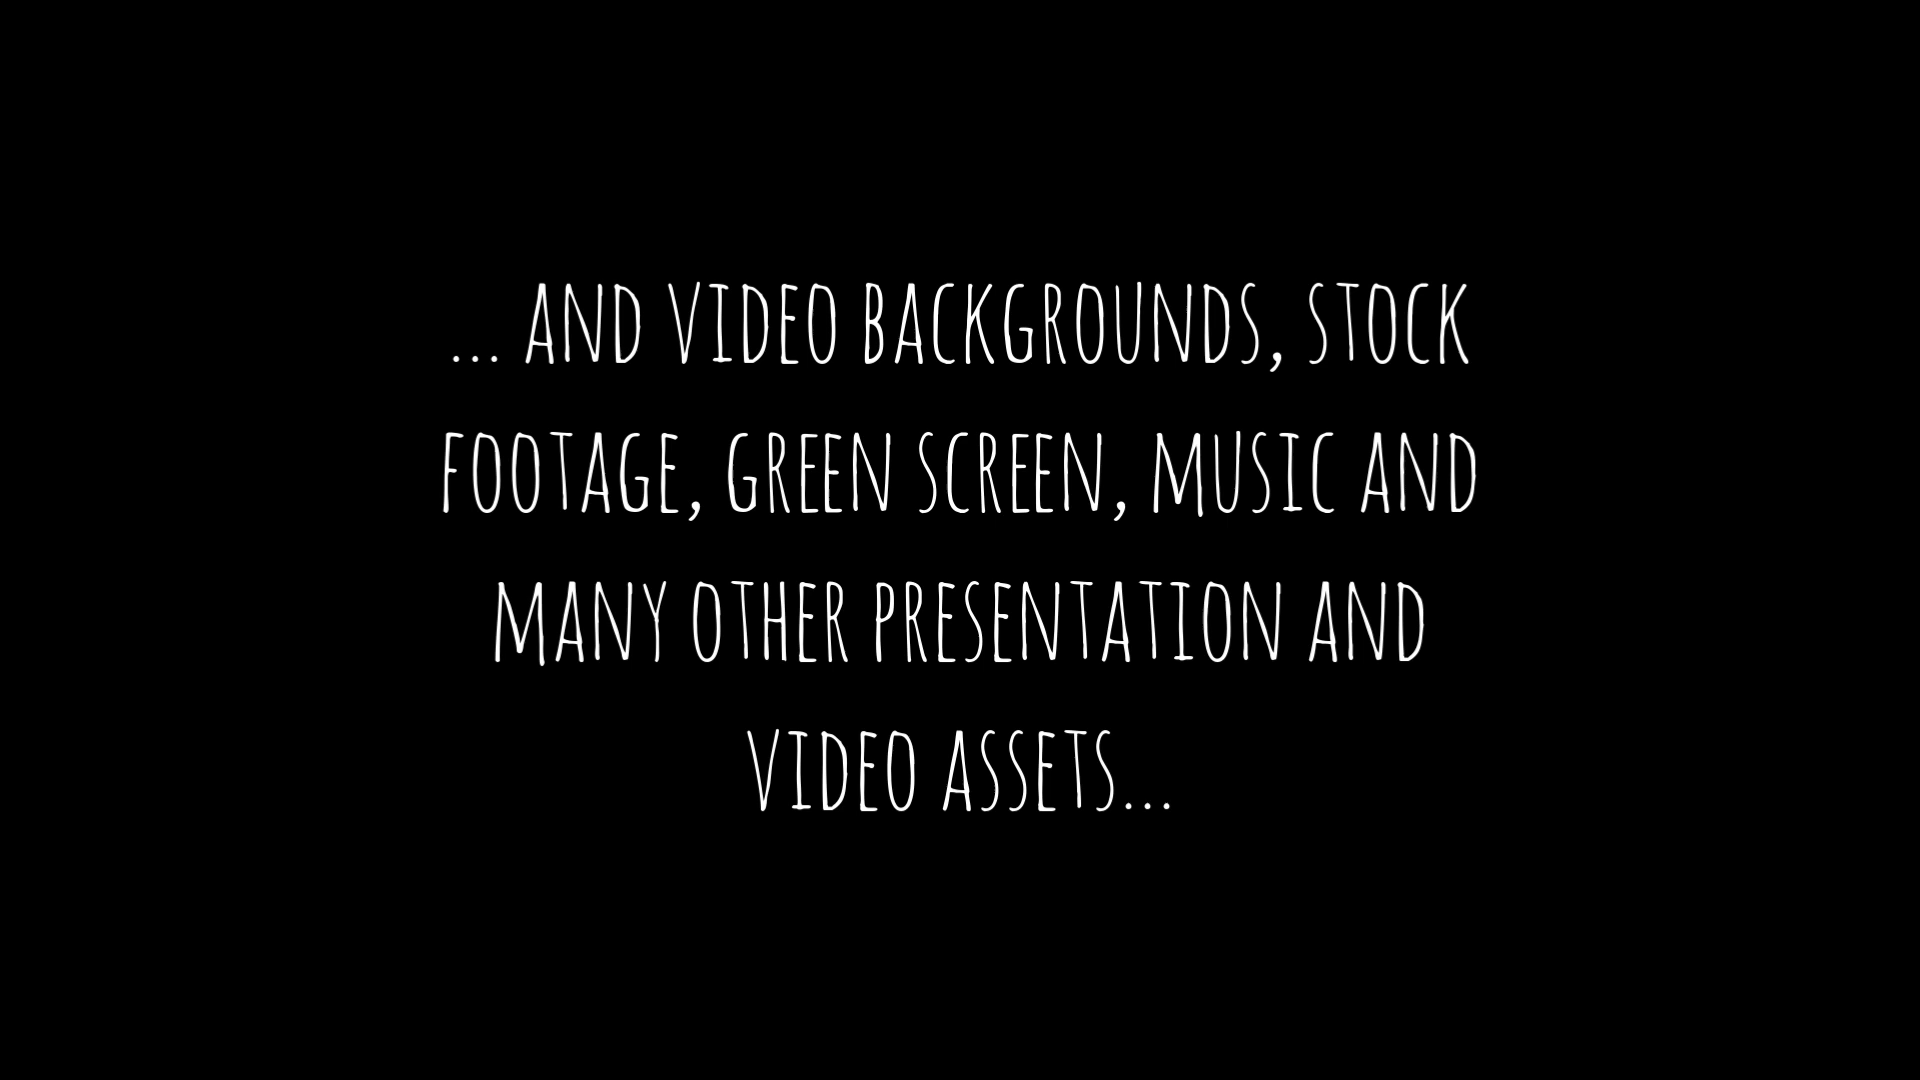 ... AND VIDEO BACKGROUNDS, STOCK
FOOTAGE, GREEN SCREEN, MUSIC AND
MANY OTHER PRESENTATION AND
VIDEO ASSETS...